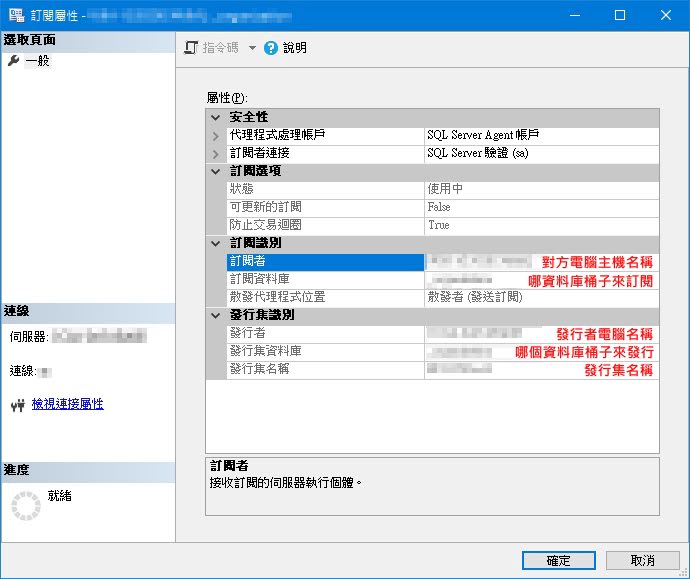 訂閱屬性 -
選取頁面
一般
指令碼
說明
屬性(P):
安全性
代理程式處理帳戶 SQL Server Agent 帳戶
訂閱者連接 SQL Server 驗證 (sa)
訂閱選項
狀態 使用中
可更新的訂閱 False
防止交易迴圈 True
訂閱識別
訂閱者 對方電腦主機名稱
訂閱資料庫 哪資料庫桶子來訂閱
散發代理程式位置 散發者 (發送訂閱)
發行集識別
發行者 發行者電腦名稱
發行集資料庫 哪個資料庫桶子來發行
發行集名稱 發行集名稱
連線
伺服器:
連線:
檢視連接屬性
進度
就緒
訂閱者
接收訂閱的伺服器執行個體。
確定
取消